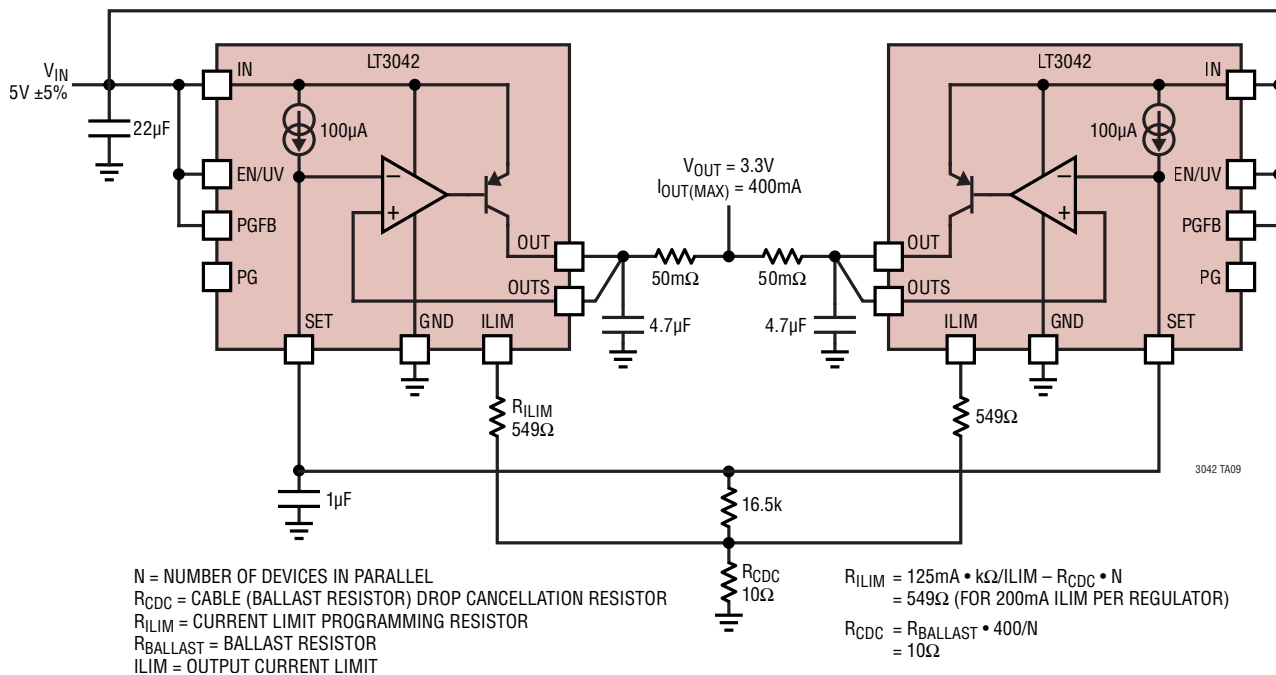 LT3042
LT3042
V_IN
5V ±5%
IN
IN
22µF
100µA
100µA
EN/UV
EN/UV
PGFB
PGFB
PG
PG
V_OUT = 3.3V
I_OUT(MAX) = 400mA
–
+
–
+
OUT
OUT
OUTS
OUTS
50mΩ
50mΩ
4.7µF
4.7µF
SET
GND
ILIM
ILIM
GND
SET
R_ILIM
549Ω
549Ω
3042 TA09
1µF
16.5k
R_CDC
10Ω
N = NUMBER OF DEVICES IN PARALLEL
R_CDC = CABLE (BALLAST RESISTOR) DROP CANCELLATION RESISTOR
R_ILIM = CURRENT LIMIT PROGRAMMING RESISTOR
R_BALLAST = BALLAST RESISTOR
ILIM = OUTPUT CURRENT LIMIT
R_ILIM = 125mA • kΩ/ILIM – R_CDC • N
= 549Ω (FOR 200mA ILIM PER REGULATOR)
R_CDC = R_BALLAST • 400/N
= 10Ω